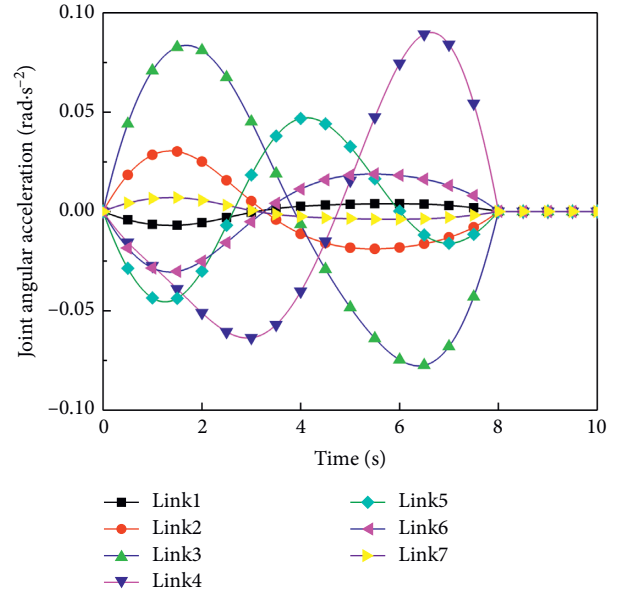 Joint angular acceleration (rad·s−2)
0.10
0.05
0.00
−0.05
−0.10
0 2 4 6 8 10
Time (s)
Link1 Link5
Link2 Link6
Link3 Link7
Link4